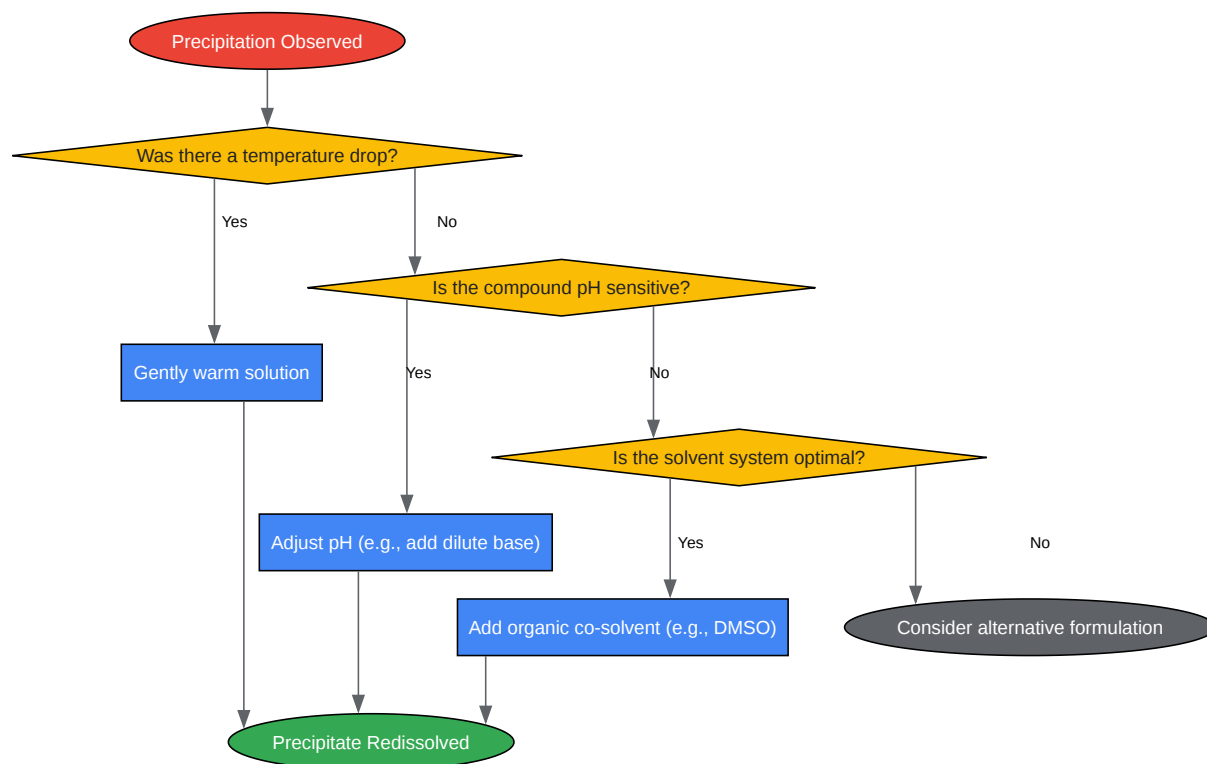 Precipitation Observed
Was there a temperature drop?
Yes
No
Is the compound pH sensitive?
Gently warm solution
Yes
No
Is the solvent system optimal?
Adjust pH (e.g., add dilute base)
Yes
No
Add organic co-solvent (e.g., DMSO)
Consider alternative formulation
Precipitate Redissolved